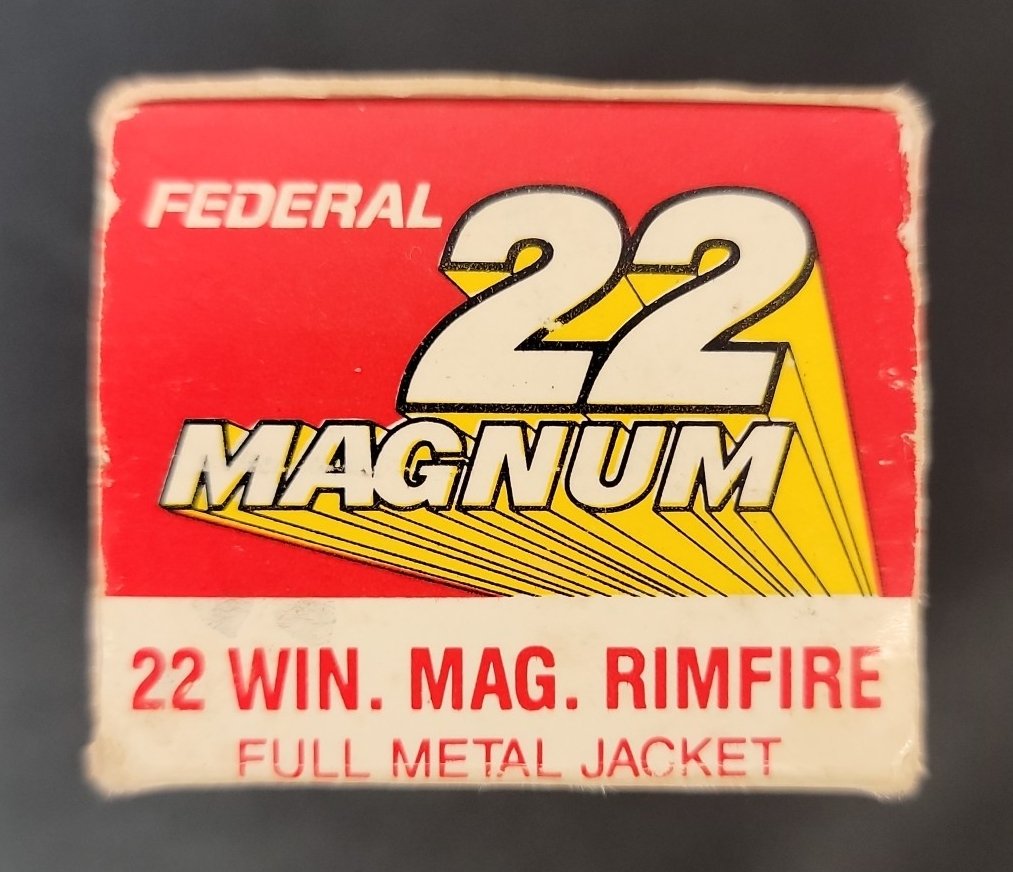 FEDERAL
22
MAGNUM
22 WIN. MAG. RIMFIRE
FULL METAL JACKET